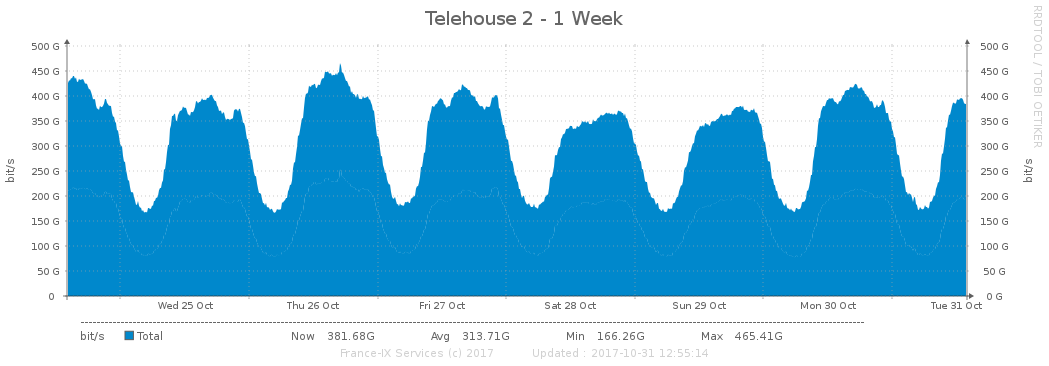 Telehouse 2 - 1 Week
RRDTOOL / TOBI OETIKER
500 G 500 G
450 G 450 G
400 G 400 G
350 G 350 G
300 G 300 G
250 G 250 G
200 G 200 G
150 G 150 G
100 G 100 G
50 G 50 G
0 0 G
bit/s
bit/s
Wed 25 Oct Thu 26 Oct Fri 27 Oct Sat 28 Oct Sun 29 Oct Mon 30 Oct Tue 31 Oct
bit/s Total Now 381.68G Avg 313.71G Min 166.26G Max 465.41G
France-IX Services (c) 2017 Updated : 2017-10-31 12:55:14